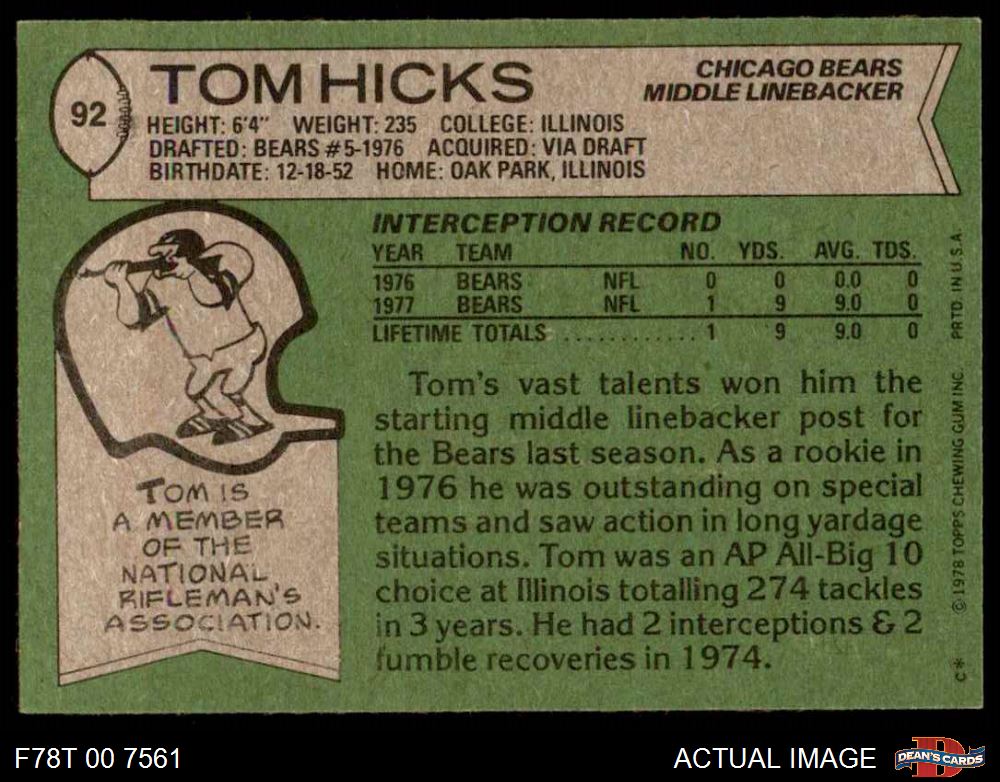 92
TOM HICKS
CHICAGO BEARS
MIDDLE LINEBACKER
HEIGHT: 6'4" WEIGHT: 235 COLLEGE: ILLINOIS
DRAFTED: BEARS #5-1976 ACQUIRED: VIA DRAFT
BIRTHDATE: 12-18-52 HOME: OAK PARK, ILLINOIS
INTERCEPTION RECORD
YEAR TEAM NO. YDS. AVG. TDS.
1976 BEARS NFL 0 0 0.0 0
1977 BEARS NFL 1 9 9.0 0
LIFETIME TOTALS ............ 1 9 9.0 0
Tom's vast talents won him the
starting middle linebacker post for
the Bears last season. As a rookie in
1976 he was outstanding on special
teams and saw action in long yardage
situations. Tom was an AP All-Big 10
choice at Illinois totalling 274 tackles
in 3 years. He had 2 interceptions & 2
fumble recoveries in 1974.
TOM IS
A MEMBER
OF THE
NATIONAL
RIFLEMAN'S
ASSOCIATION.
C* © 1978 TOPPS CHEWING GUM INC. PRTD. IN U.S.A.
F78T 00 7561
ACTUAL IMAGE
D
DEAN'S CARDS